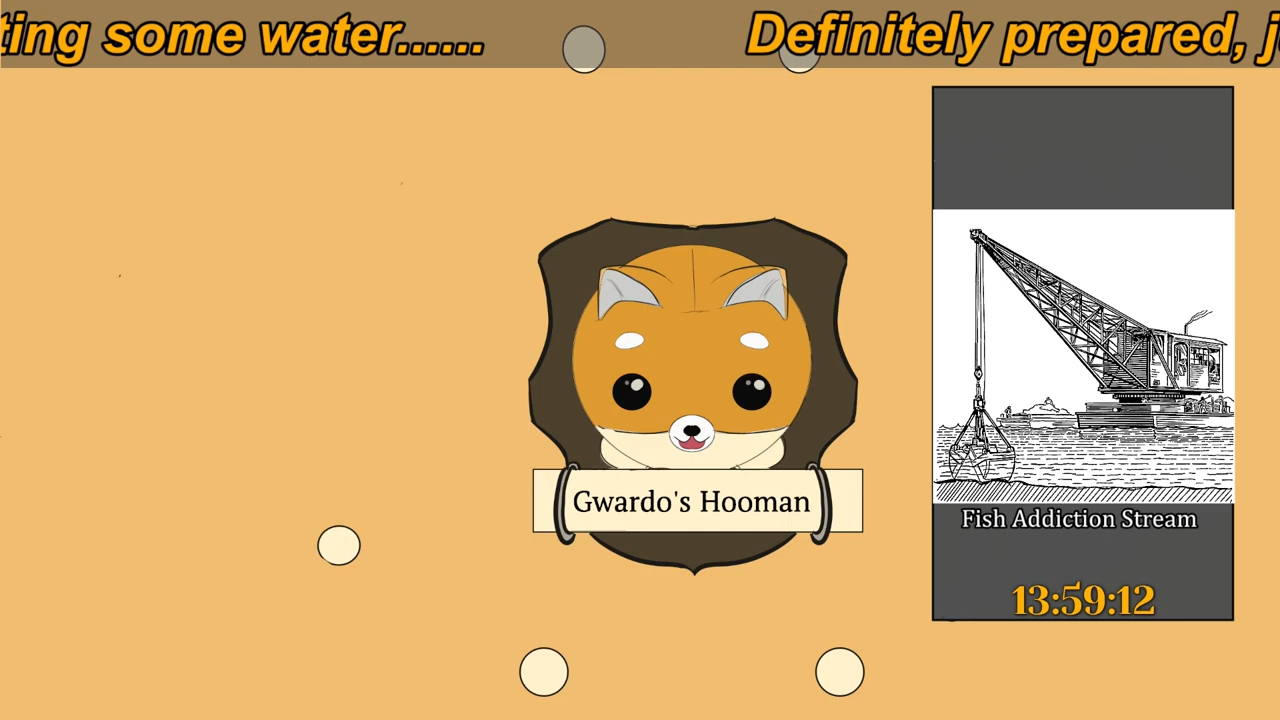 ting some water...... Definitely prepared, j
Gwardo's Hooman
Fish Addiction Stream
13:59:12